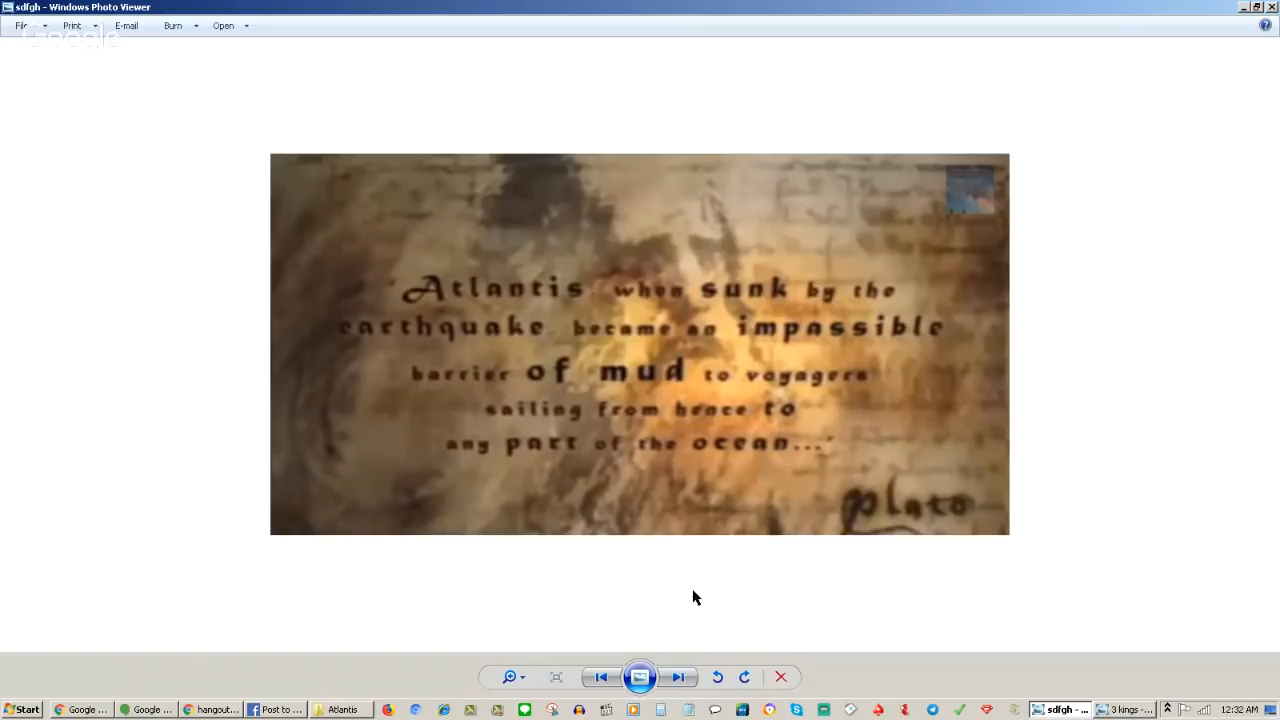 sdfgh - Windows Photo Viewer
File Print E-mail Burn Open
Google
"Atlantis when sunk by the
earthquake became an impassible
barrier of mud to voyagers
sailing from hence to
any part of the ocean..."
Plato
Start Google ... Google ... hangout... Post to ... Atlantis sdfgh - ... 3 kings -... 2:32 AM